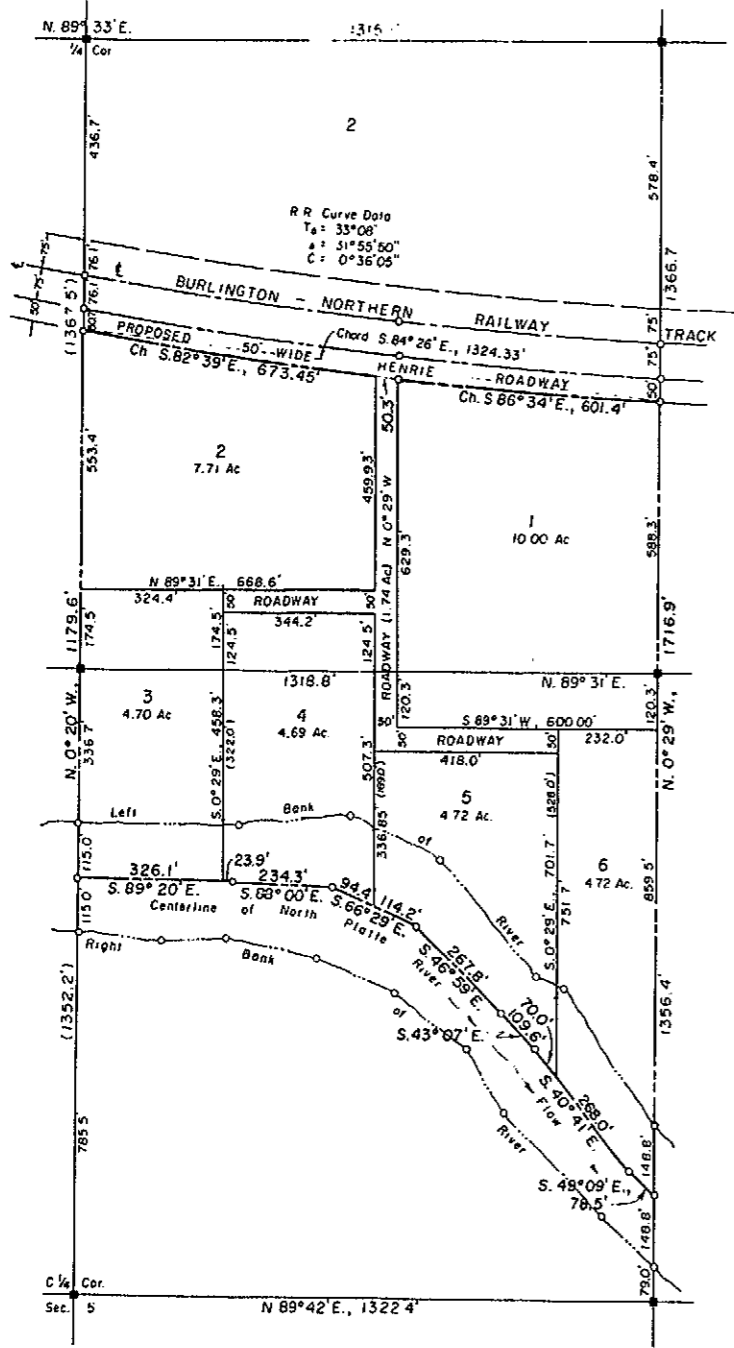 N. 89° 33' E.
1315
1/4 Cor
436.7'
2
578.4'
R R Curve Data
= 33°08'
= 31°55'50"
C = 0°36'05"
1366.7
75'
76.1'
75'
76.1'
50'
(1367.5')
BURLINGTON - NORTHERN RAILWAY TRACK
75'
75'
50'
PROPOSED 50' WIDE HENRIE ROADWAY
Chord S.84°26'E., 1324.33'
Ch S.82°39'E., 673.45'
Ch. S 86°34'E., 601.4'
50.3'
553.4'
2
7.71 Ac
459.93'
N 0°29' W
629.3'
ROADWAY (1.74 Ac)
1
10.00 Ac
588.3'
N 89°31'E., 668.6'
324.4'
50'
ROADWAY
50'
344.2'
1179.6'
174.5'
174.5'
124.5'
124.5'
1716.9'
1318.8'
N. 89°31' E.
3
4.70 Ac
4
4.69 Ac.
120.3'
120.3'
N. 0° 20' W.,
336.7'
S. 0°29'E., 458.3'
(322.0')
50'
50'
S 89°31'W, 600.00'
ROADWAY
50'
232.0'
418.0'
N. 0° 29' W.,
507.3'
(169.0')
336.85'
5
4.72 Ac.
(528.0')
701.7'
S. 0°29' E.,
751.7'
6
4.72 Ac.
859.5'
Left Bank of River
115.0'
115.0'
326.1'
S. 89° 20' E.
23.9'
234.3'
S. 88°00' E.
94.4'
114.2'
S. 66°29' E.
Centerline of North Platte River
Flow
267.8'
S. 46°59' E.
S. 43°07' E.
109.6'
70.0'
268.0'
S. 40°41' E.
Right Bank of River
(1352.2')
1356.4'
785.5
148.8'
S. 49°09' E.,
78.5'
148.8'
79.0'
C 1/4 Cor.
Sec. 5
N 89°42' E., 1322 4'